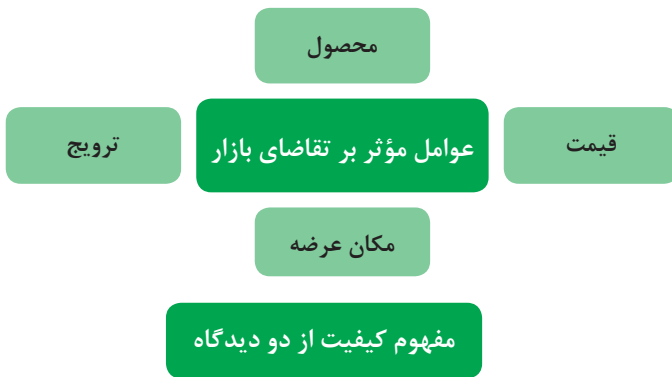 محصول
قیمت
عوامل مؤثر بر تقاضای بازار
ترویج
مکان عرضه
مفهوم کیفیت از دو دیدگاه